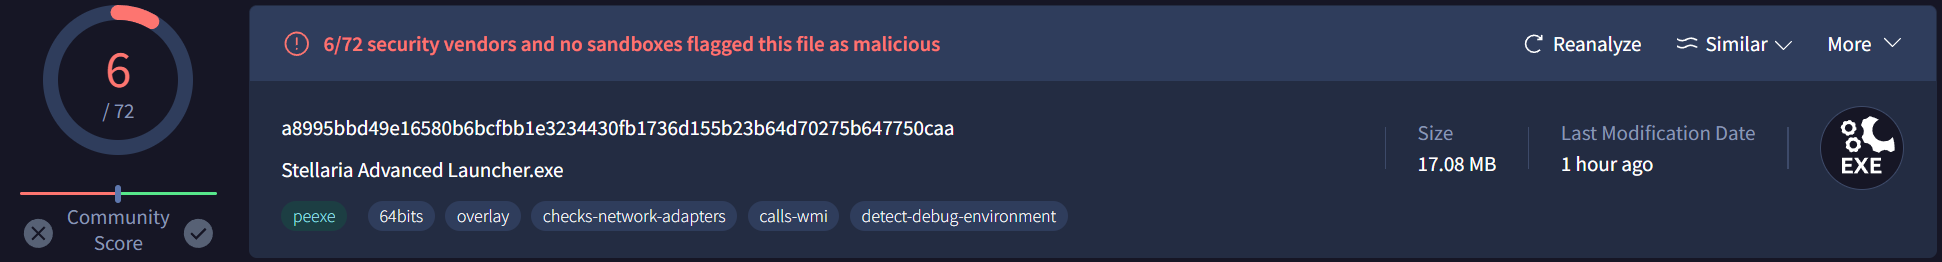 6
/ 72
Community
Score
6/72 security vendors and no sandboxes flagged this file as malicious
Reanalyze
Similar
More
a8995bbd49e16580b6bcfbb1e3234430fb1736d155b23b64d70275b647750caa
Stellaria Advanced Launcher.exe
peexe
64bits
overlay
checks-network-adapters
calls-wmi
detect-debug-environment
Size
17.08 MB
Last Modification Date
1 hour ago
EXE